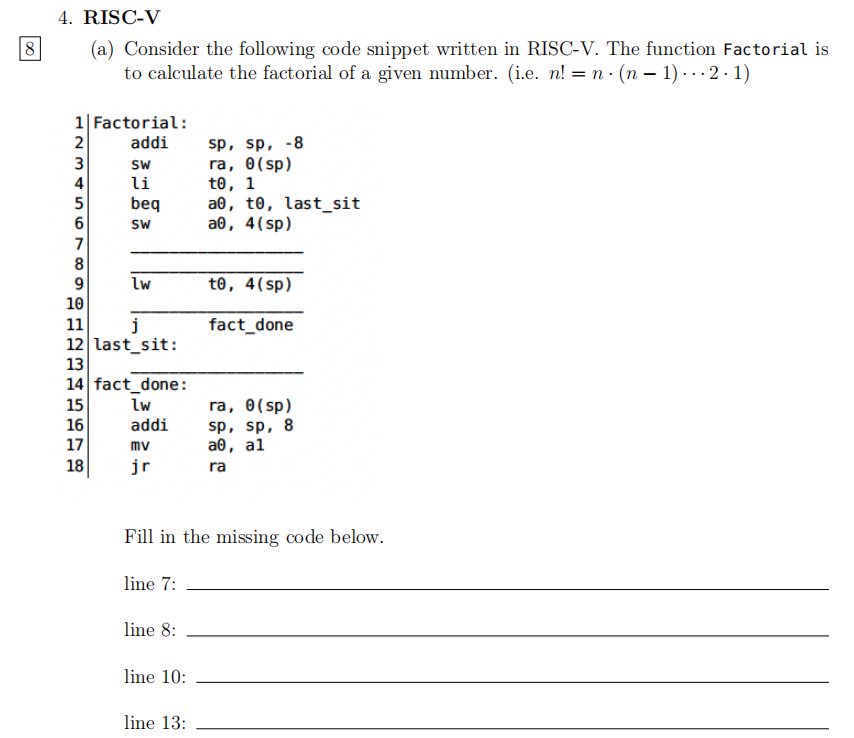 4. RISC-V
8 (a) Consider the following code snippet written in RISC-V. The function Factorial is
to calculate the factorial of a given number. (i.e. n! = n · (n − 1) · · · 2 · 1)
1 Factorial:
2 addi sp, sp, -8
3 sw ra, 0(sp)
4 li t0, 1
5 beq a0, t0, last_sit
6 sw a0, 4(sp)
7
8
9 lw t0, 4(sp)
10
11 j fact_done
12 last_sit:
13
14 fact_done:
15 lw ra, 0(sp)
16 addi sp, sp, 8
17 mv a0, a1
18 jr ra
Fill in the missing code below.
line 7:
line 8:
line 10:
line 13: